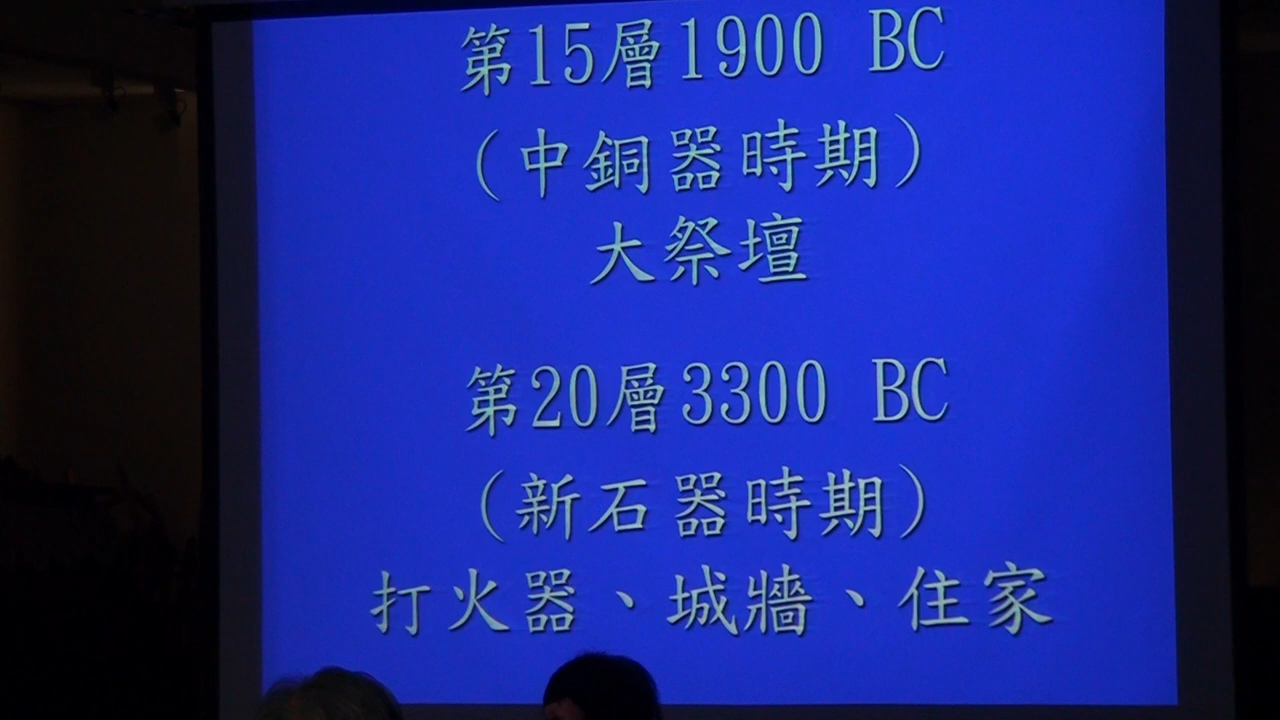 第15層1900 BC
（中銅器時期）
大祭壇
第20層3300 BC
（新石器時期）
打火器、城牆、住家